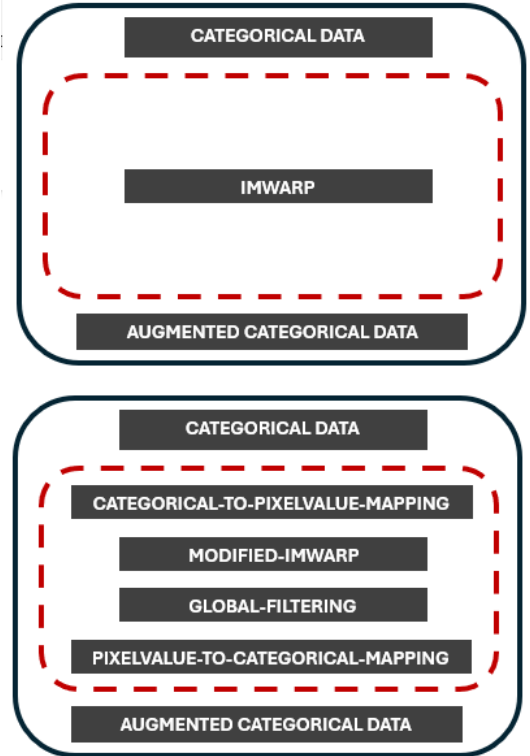 CATEGORICAL DATA
IMWARP
AUGMENTED CATEGORICAL DATA
CATEGORICAL DATA
CATEGORICAL-TO-PIXELVALUE-MAPPING
MODIFIED-IMWARP
GLOBAL-FILTERING
PIXELVALUE-TO-CATEGORICAL-MAPPING
AUGMENTED CATEGORICAL DATA